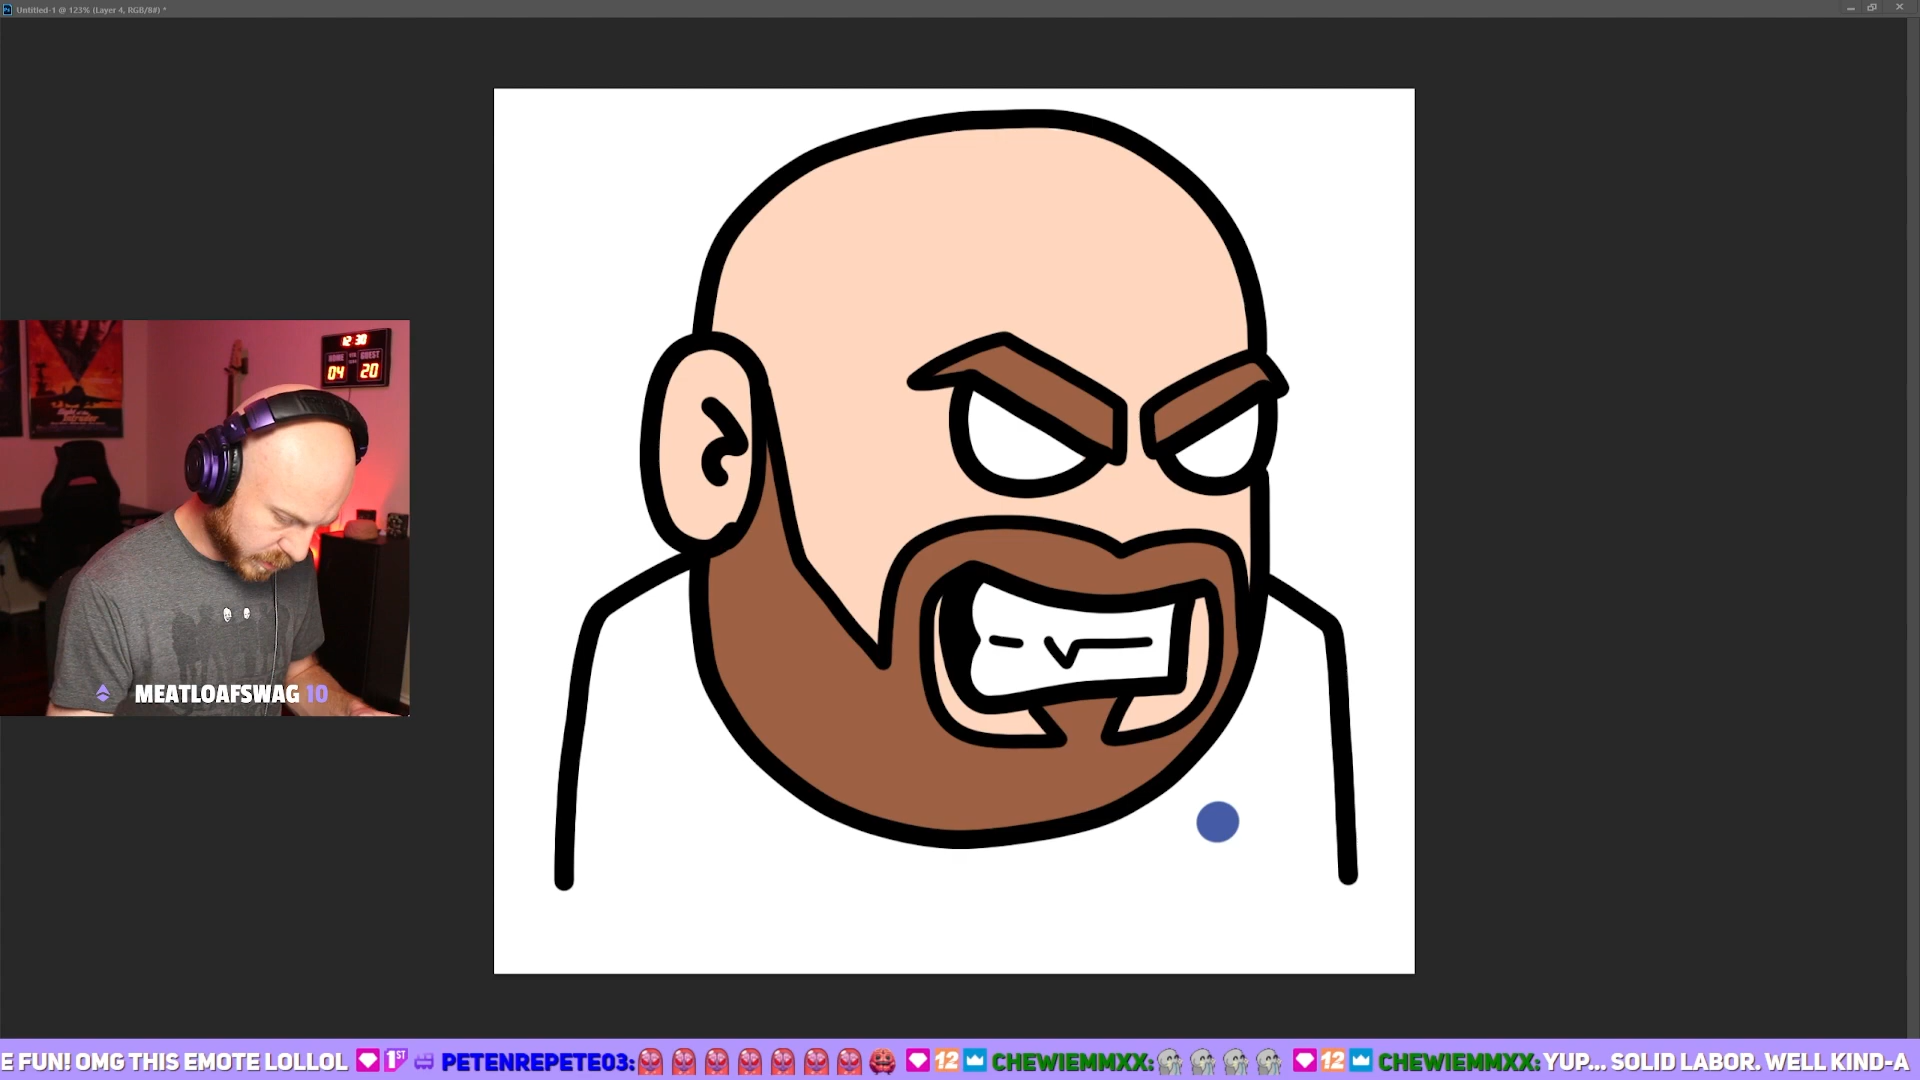 Untitled-1 @ 123% (Layer 4, RGB/8#) *
12:30
HOME
GUEST
04
20
MEATLOAFSWAG 10
E FUN! OMG THIS EMOTE LOLLOL 1ST PETENREPETE03: 12 CHEWIEMMXX: 12 CHEWIEMMXX: YUP... SOLID LABOR. WELL KIND-A